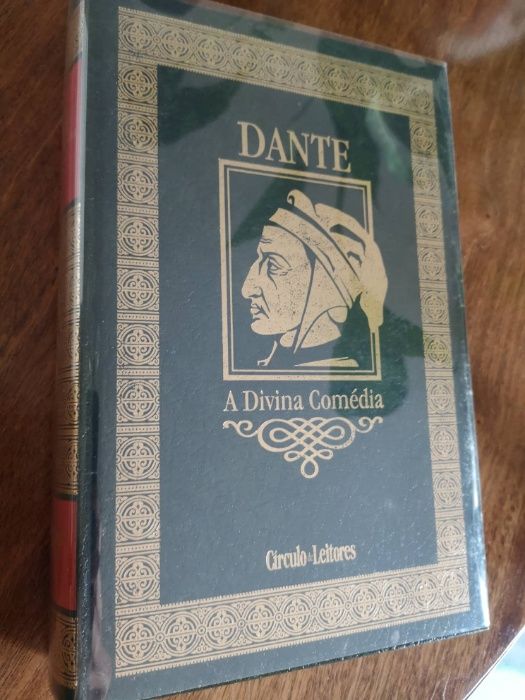 DANTE
A Divina Comédia
Círculo de Leitores